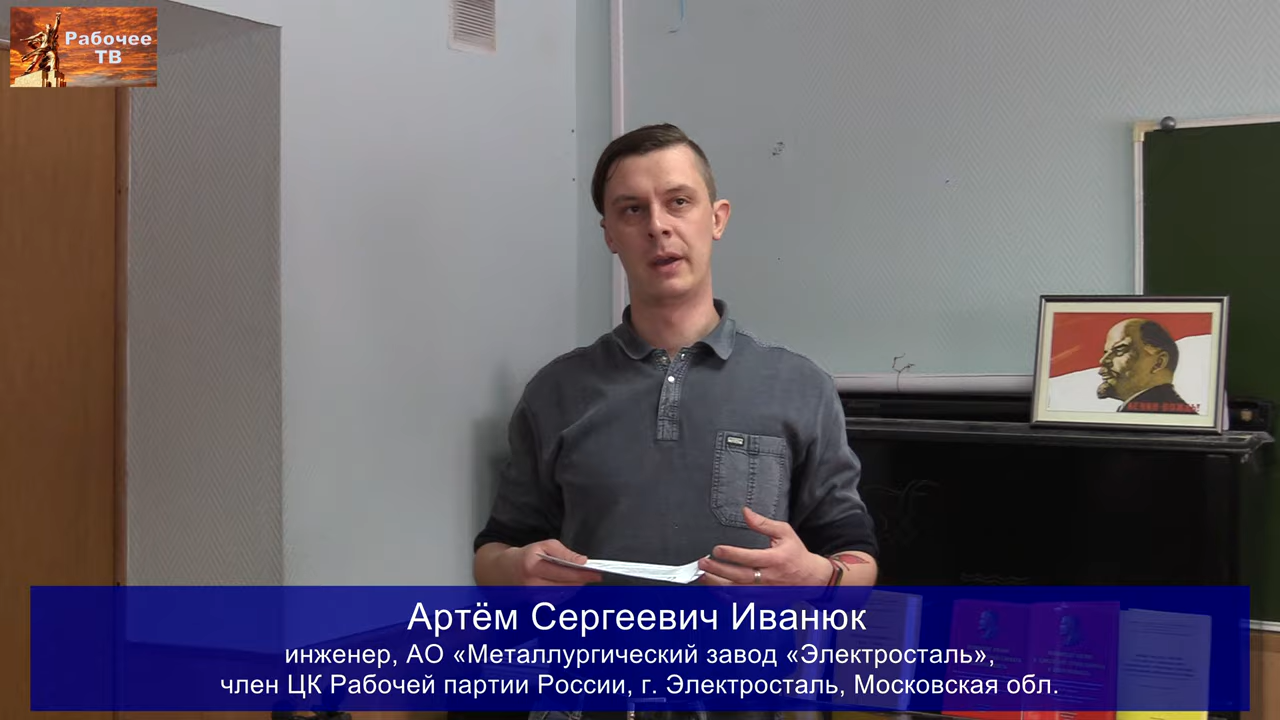 Рабочее
ТВ
Артём Сергеевич Иванюк
инженер, АО «Металлургический завод «Электросталь»,
член ЦК Рабочей партии России, г. Электросталь, Московская обл.